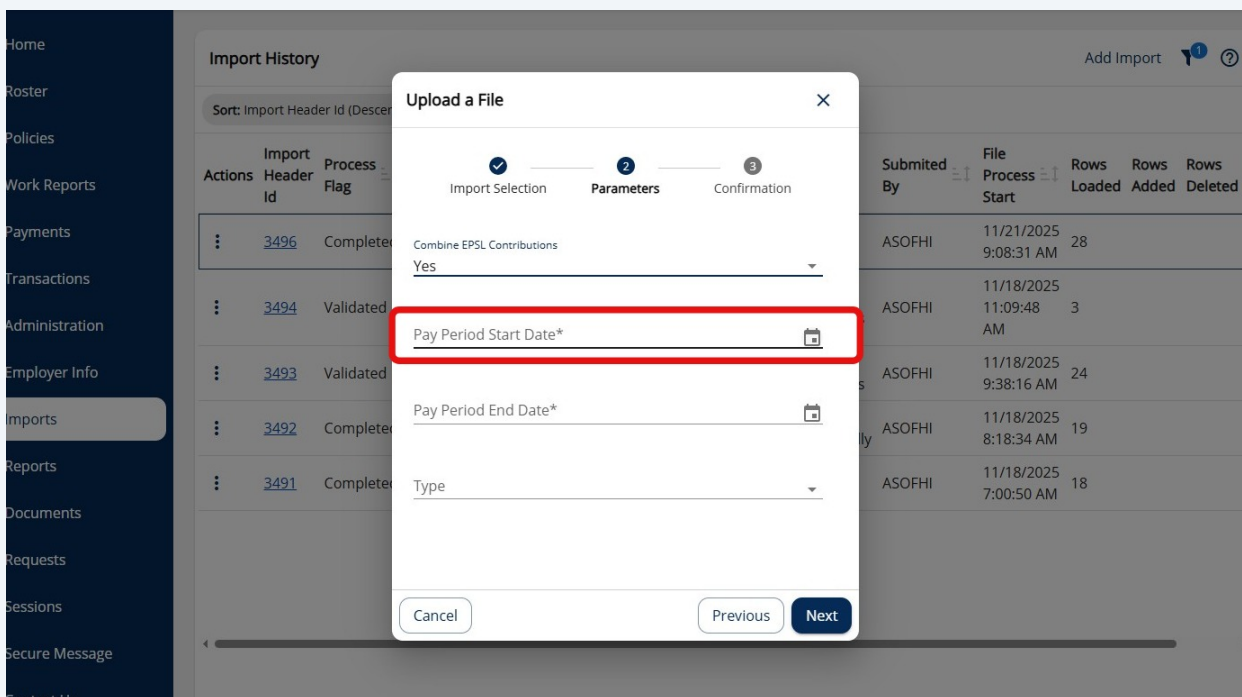 Home
Roster
Policies
Work Reports
Payments
Transactions
Administration
Employer Info
Imports
Reports
Documents
Requests
Sessions
Secure Message
Import History
Add Import
1
Sort: Import Header Id (Descen
Actions
Import Header Id
Process Flag
Submited By
File Process Start
Rows Loaded
Rows Added
Rows Deleted
3496 Completed ASOFHI 11/21/2025 9:08:31 AM 28
3494 Validated ASOFHI 11/18/2025 11:09:48 AM 3
3493 Validated s ASOFHI 11/18/2025 9:38:16 AM 24
3492 Completed lly ASOFHI 11/18/2025 8:18:34 AM 19
3491 Completed ASOFHI 11/18/2025 7:00:50 AM 18
Upload a File
Import Selection
2
Parameters
3
Confirmation
Combine EPSL Contributions
Yes
Pay Period Start Date*
Pay Period End Date*
Type
Cancel
Previous
Next